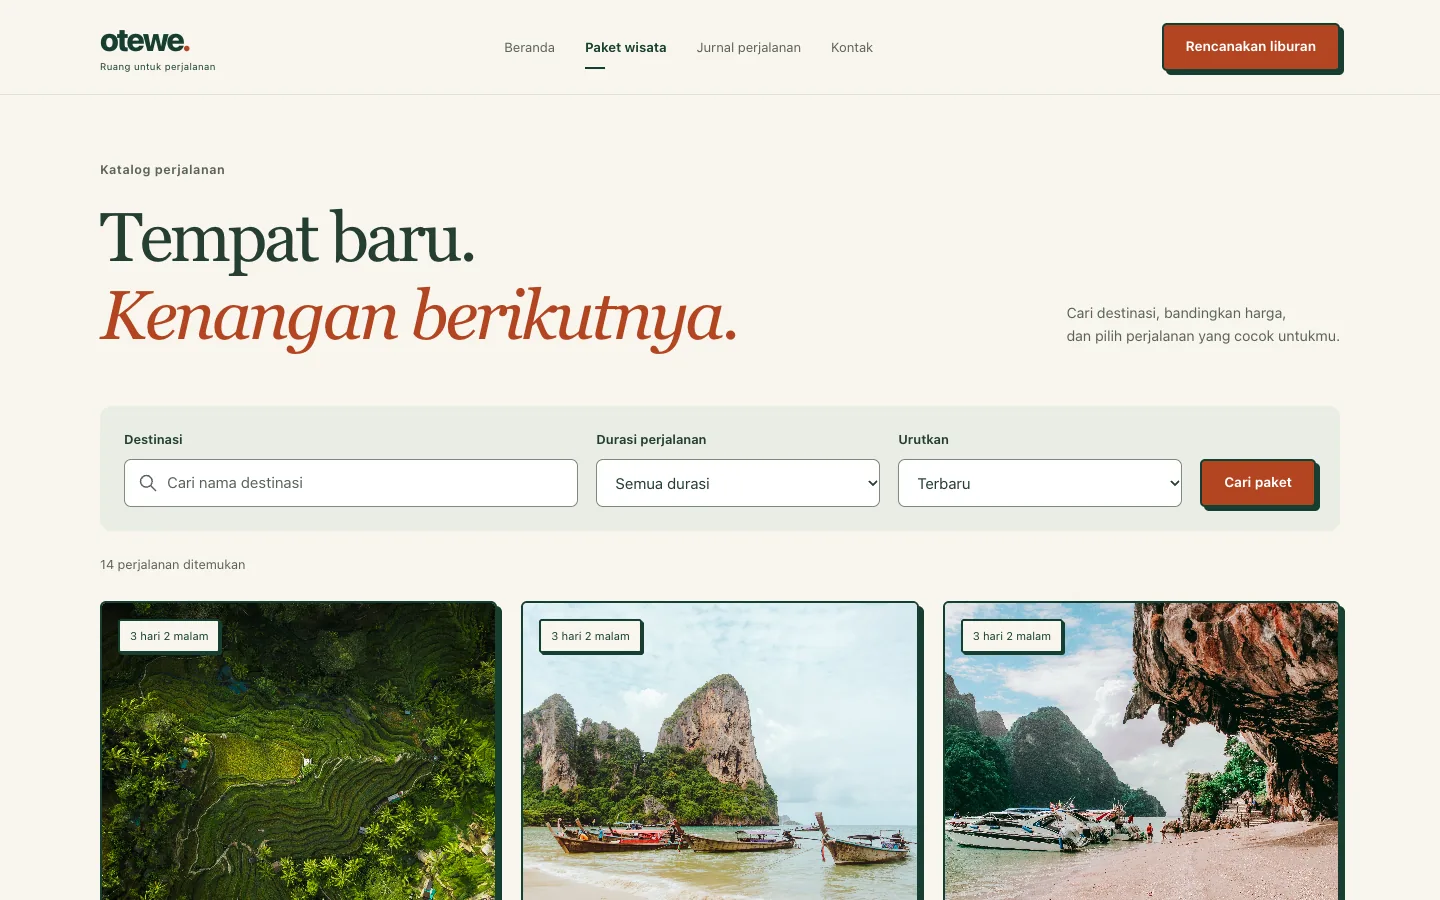 otewe.
Ruang untuk perjalanan
Beranda
Paket wisata
Jurnal perjalanan
Kontak
Rencanakan liburan
Katalog perjalanan
Tempat baru.
Kenangan berikutnya.
Cari destinasi, bandingkan harga,
dan pilih perjalanan yang cocok untukmu.
Destinasi
Durasi perjalanan
Urutkan
Cari nama destinasi
Semua durasi
Terbaru
Cari paket
14 perjalanan ditemukan
3 hari 2 malam
3 hari 2 malam
3 hari 2 malam